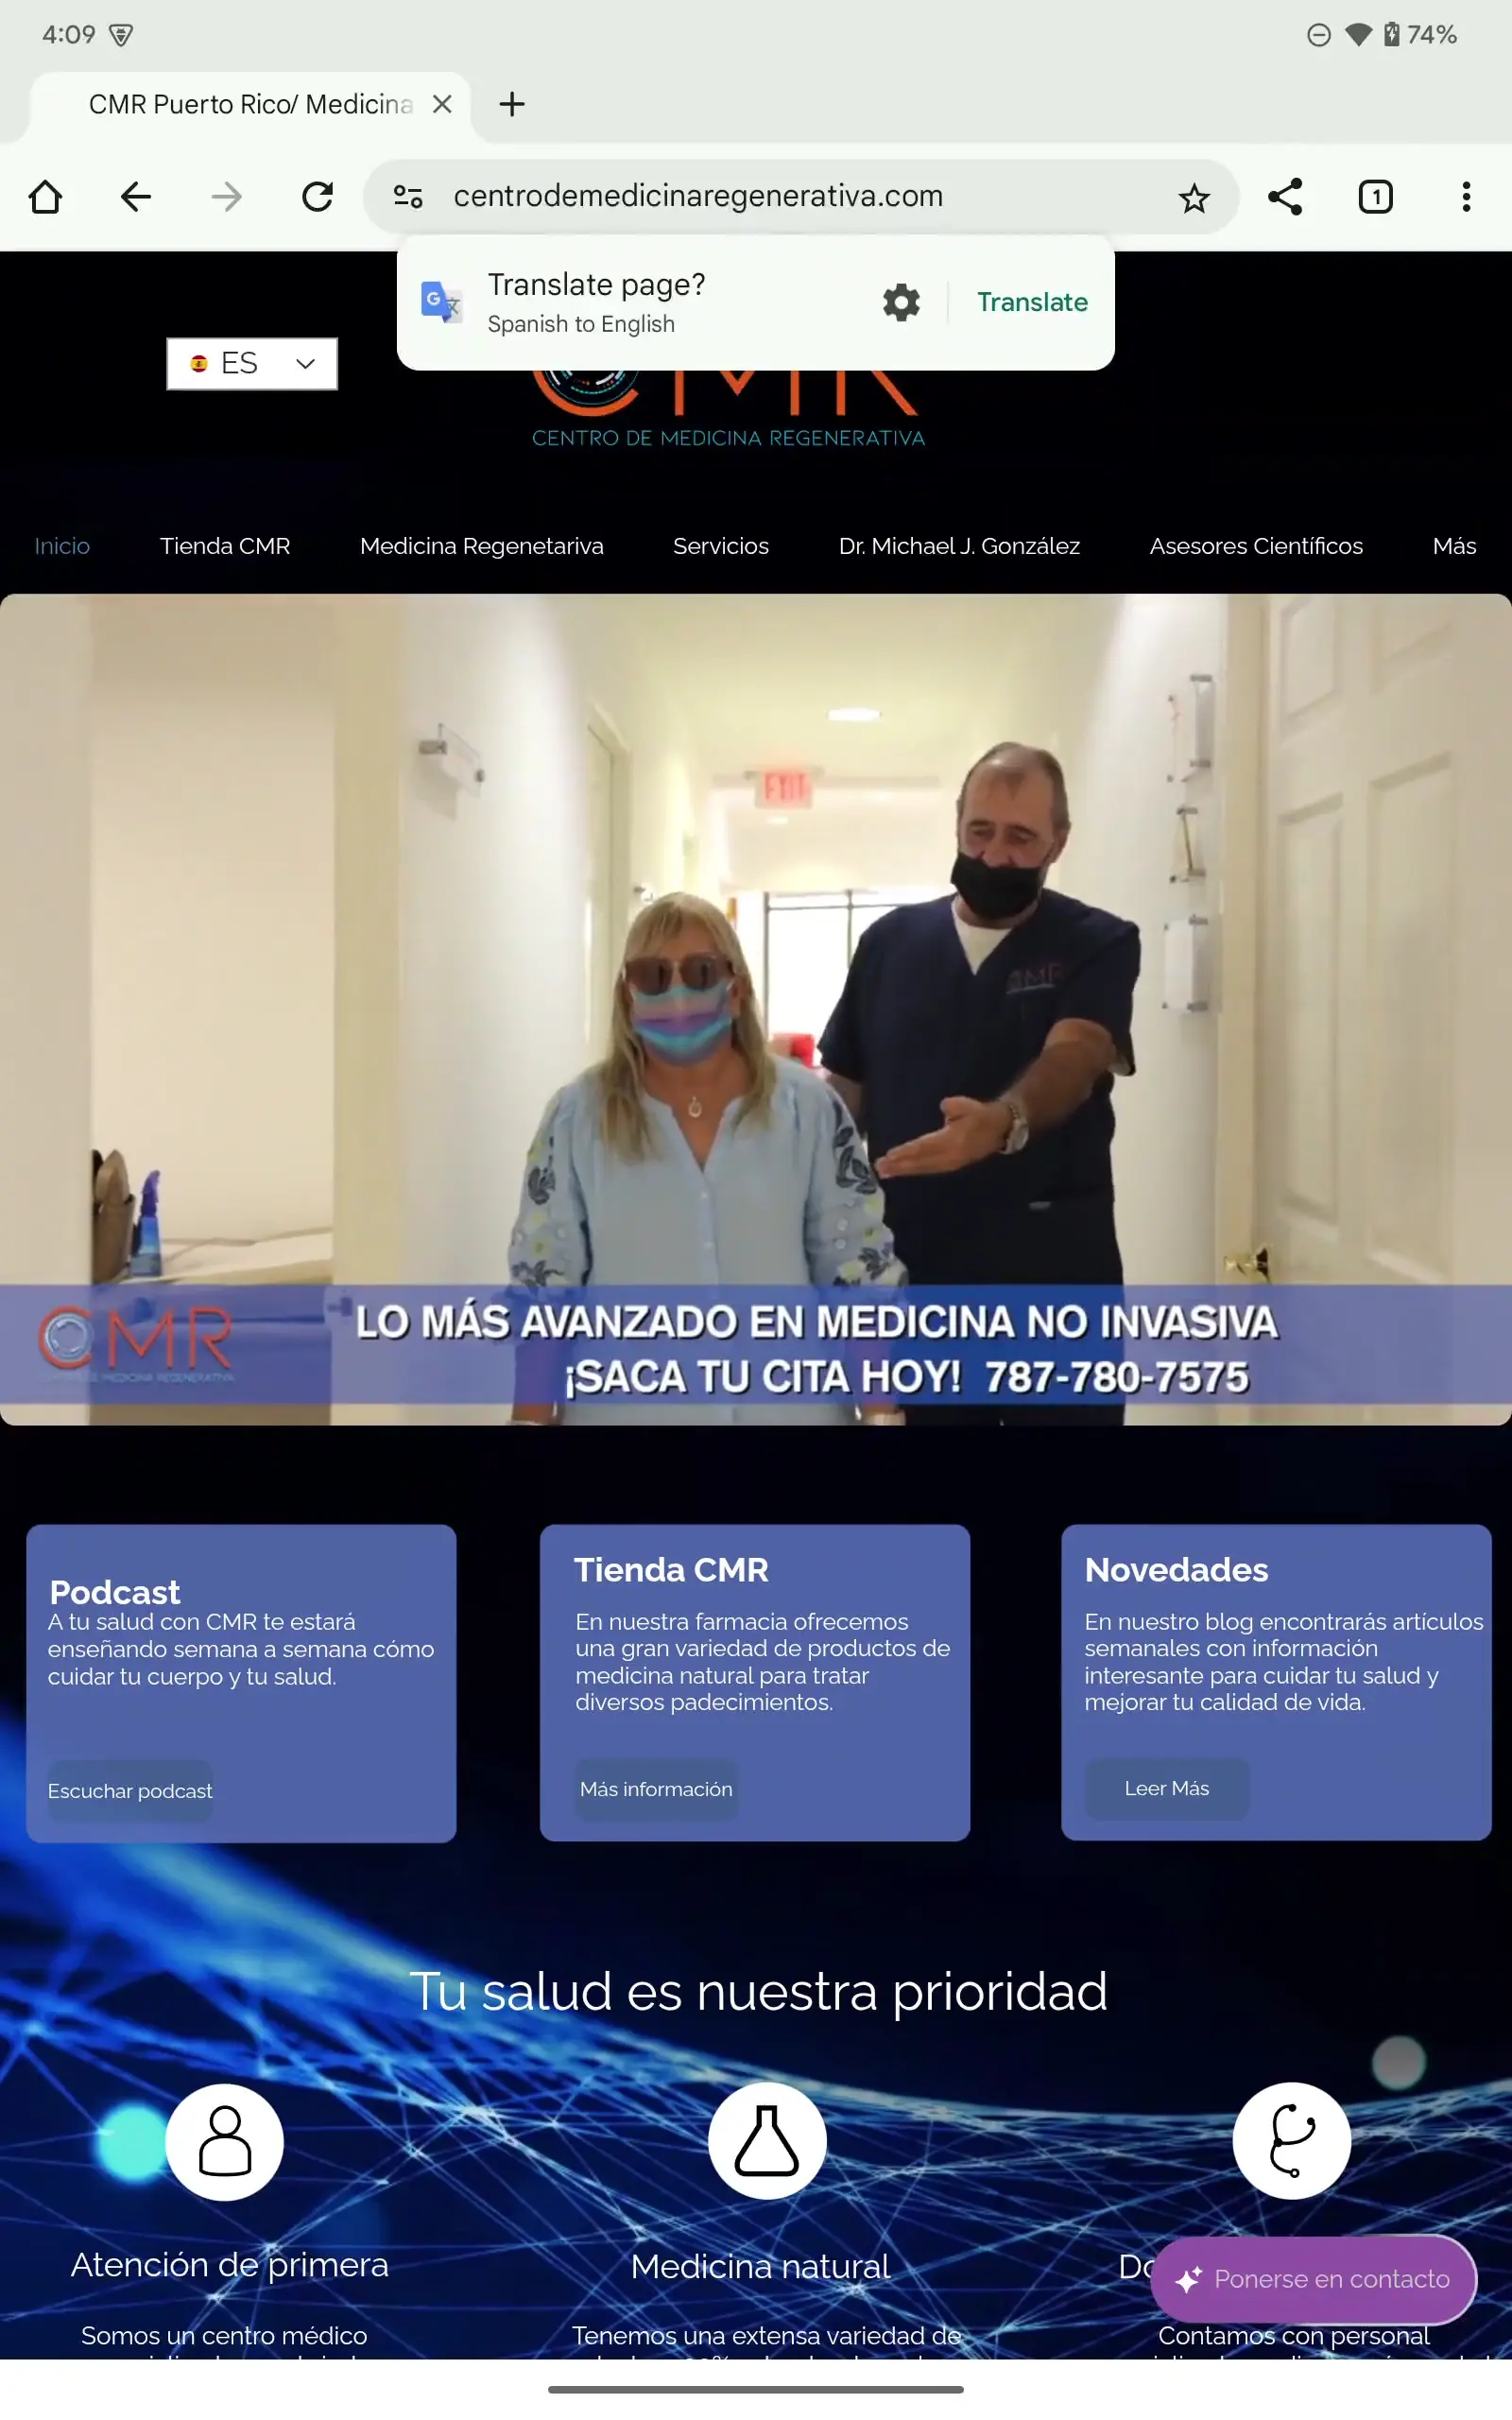 4:09
74%
CMR Puerto Rico/ Medicina
centrodemedicinaregenerativa.com
1
Translate page?
Spanish to English
Translate
ES
CMR
CENTRO DE MEDICINA REGENERATIVA
Inicio
Tienda CMR
Medicina Regenetariva
Servicios
Dr. Michael J. González
Asesores Científicos
Más
EXIT
CMR
CMR
CENTRO DE MEDICINA REGENERATIVA
LO MÁS AVANZADO EN MEDICINA NO INVASIVA
¡SACA TU CITA HOY! 787-780-7575
Podcast
A tu salud con CMR te estará
enseñando semana a semana cómo
cuidar tu cuerpo y tu salud.
Escuchar podcast
Tienda CMR
En nuestra farmacia ofrecemos
una gran variedad de productos de
medicina natural para tratar
diversos padecimientos.
Más información
Novedades
En nuestro blog encontrarás artículos
semanales con información
interesante para cuidar tu salud y
mejorar tu calidad de vida.
Leer Más
Tu salud es nuestra prioridad
Atención de primera
Somos un centro médico
Medicina natural
Tenemos una extensa variedad de
Ponerse en contacto
Contamos con personal